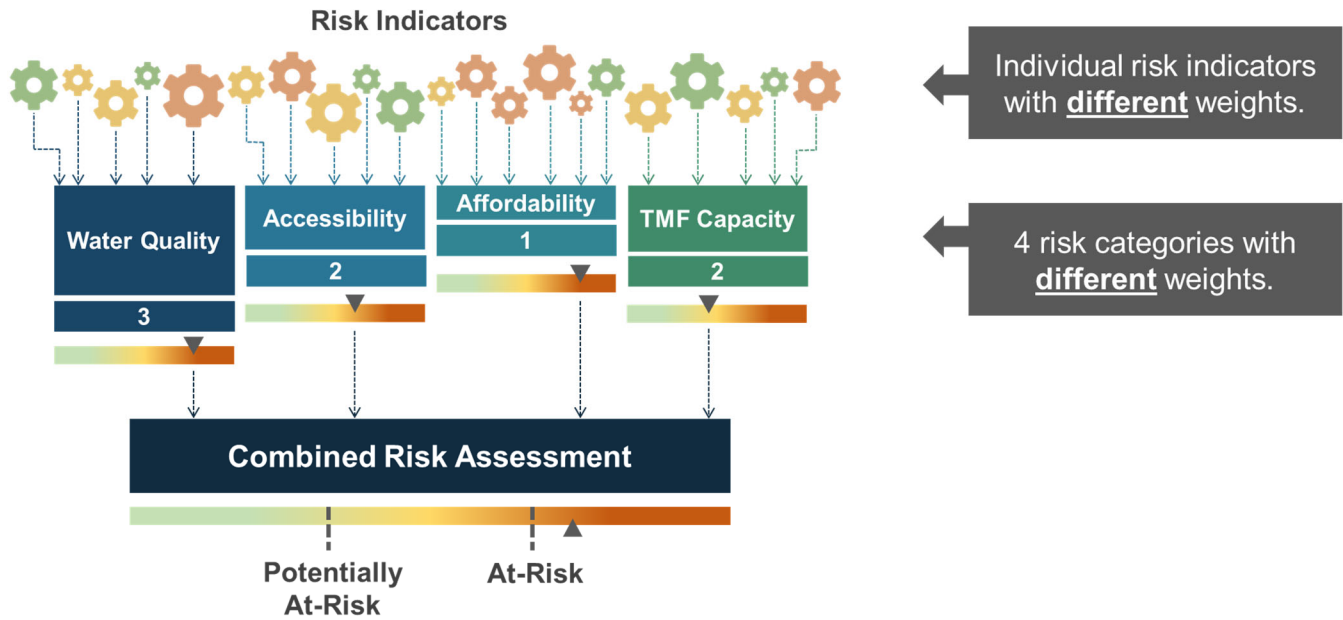 Risk Indicators
Individual risk indicators
with different weights.
Water Quality
3
Accessibility
2
Affordability
1
TMF Capacity
2
4 risk categories with
different weights.
Combined Risk Assessment
Potentially
At-Risk
At-Risk